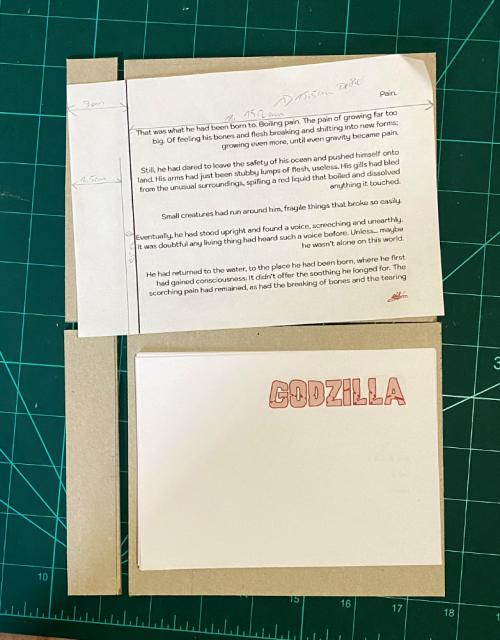 Pain.
That was what he had been born to. Boiling pain. The pain of growing far too
big. Of feeling his bones and flesh breaking and shifting into new forms;
growing even more, until even gravity became pain.
Still, he had dared to leave the safety of his ocean and pushed himself onto
land. His arms had just been stubby lumps of flesh, useless. His gills had bled
from the unusual surroundings, spilling a red liquid that boiled and dissolved
anything it touched.
Small creatures had run around him, fragile things that broke so easily.
Eventually, he had stood upright and found a voice, screeching and unearthly.
It was doubtful any living thing had heard such a voice before. Unless... maybe
he wasn't alone on this world.
He had returned to the water, to the place he had been born, where he first
had gained consciousness. It didn't offer the soothing he longed for. The
scorching pain had remained, as had the breaking of bones and the tearing
GODZILLA
3
10
15
16
17
18